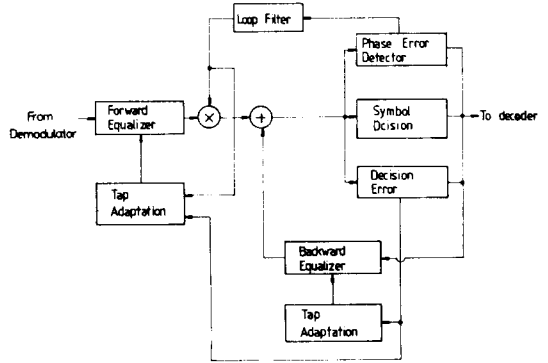 Loop Filter
Phase Error
Detector
From
Demodulator
Forward
Equalizer
×
+
Symbol
Dcision
To decoder
Tap
Adaptation
Decision
Error
Backward
Equalizer
Tap
Adaptation